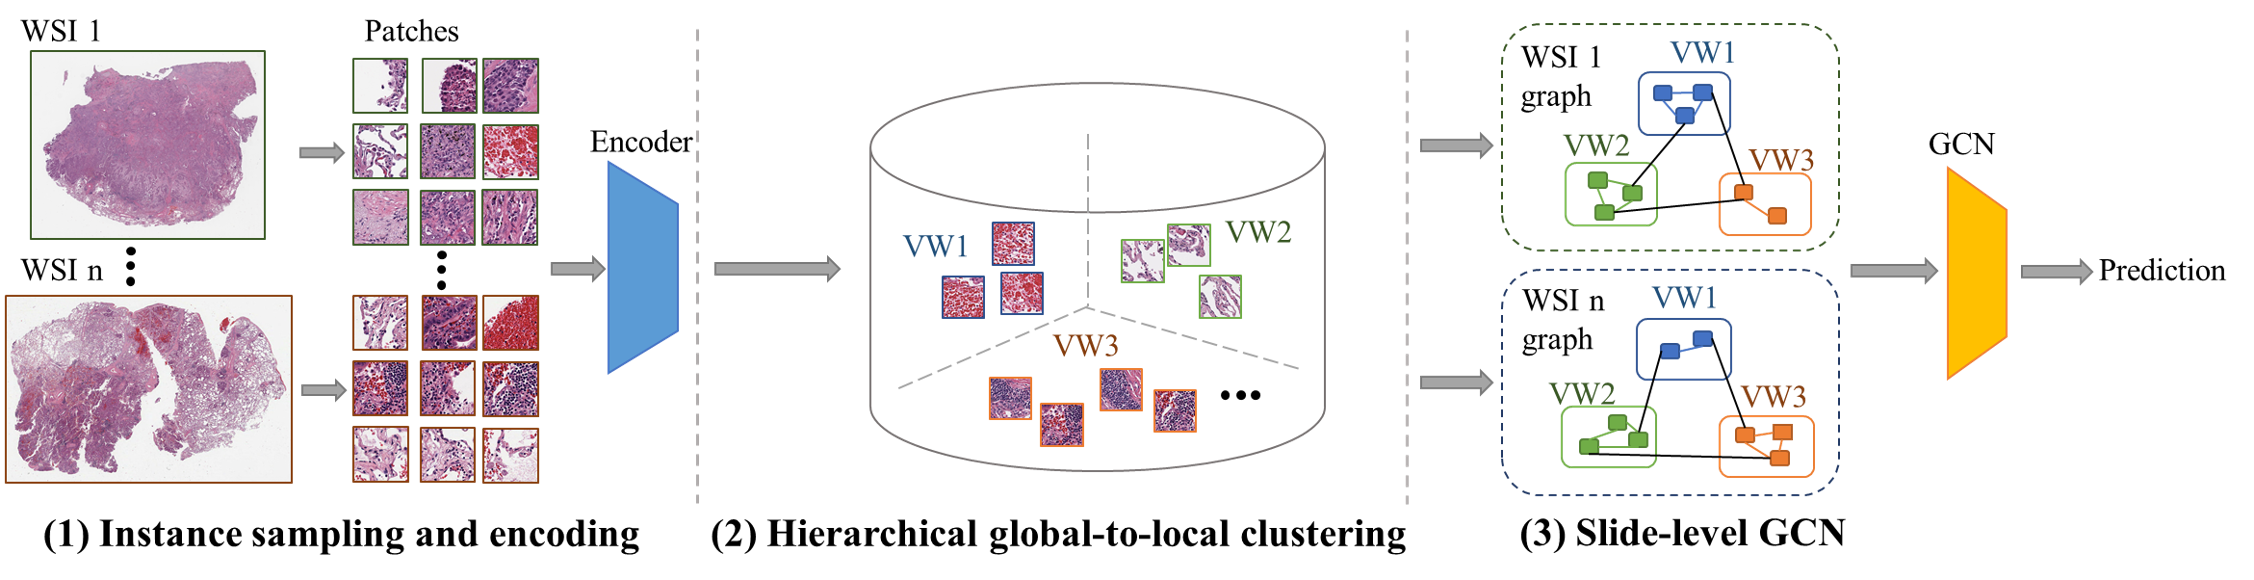 WSI 1
Patches
WSI n
Encoder
VW1
VW2
VW3
WSI 1
graph
VW1
VW2
VW3
WSI n
graph
VW1
VW2
VW3
GCN
Prediction
(1) Instance sampling and encoding
(2) Hierarchical global-to-local clustering
(3) Slide-level GCN